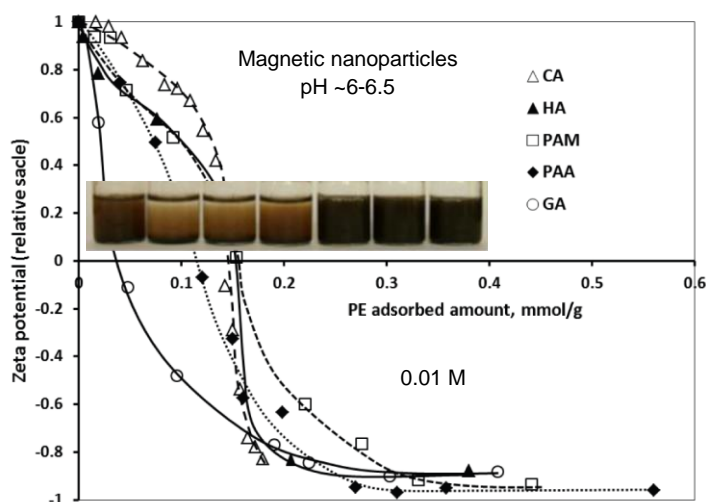 1
0.8
0.6
0.4
0.2
0
-0.2
-0.4
-0.6
-0.8
-1
Zeta potential (relative sacle)
Magnetic nanoparticles
pH ~6-6.5
CA
HA
PAM
PAA
GA
0 0.1 0.2 0.3 0.4 0.5 0.6
PE adsorbed amount, mmol/g
0.01 M